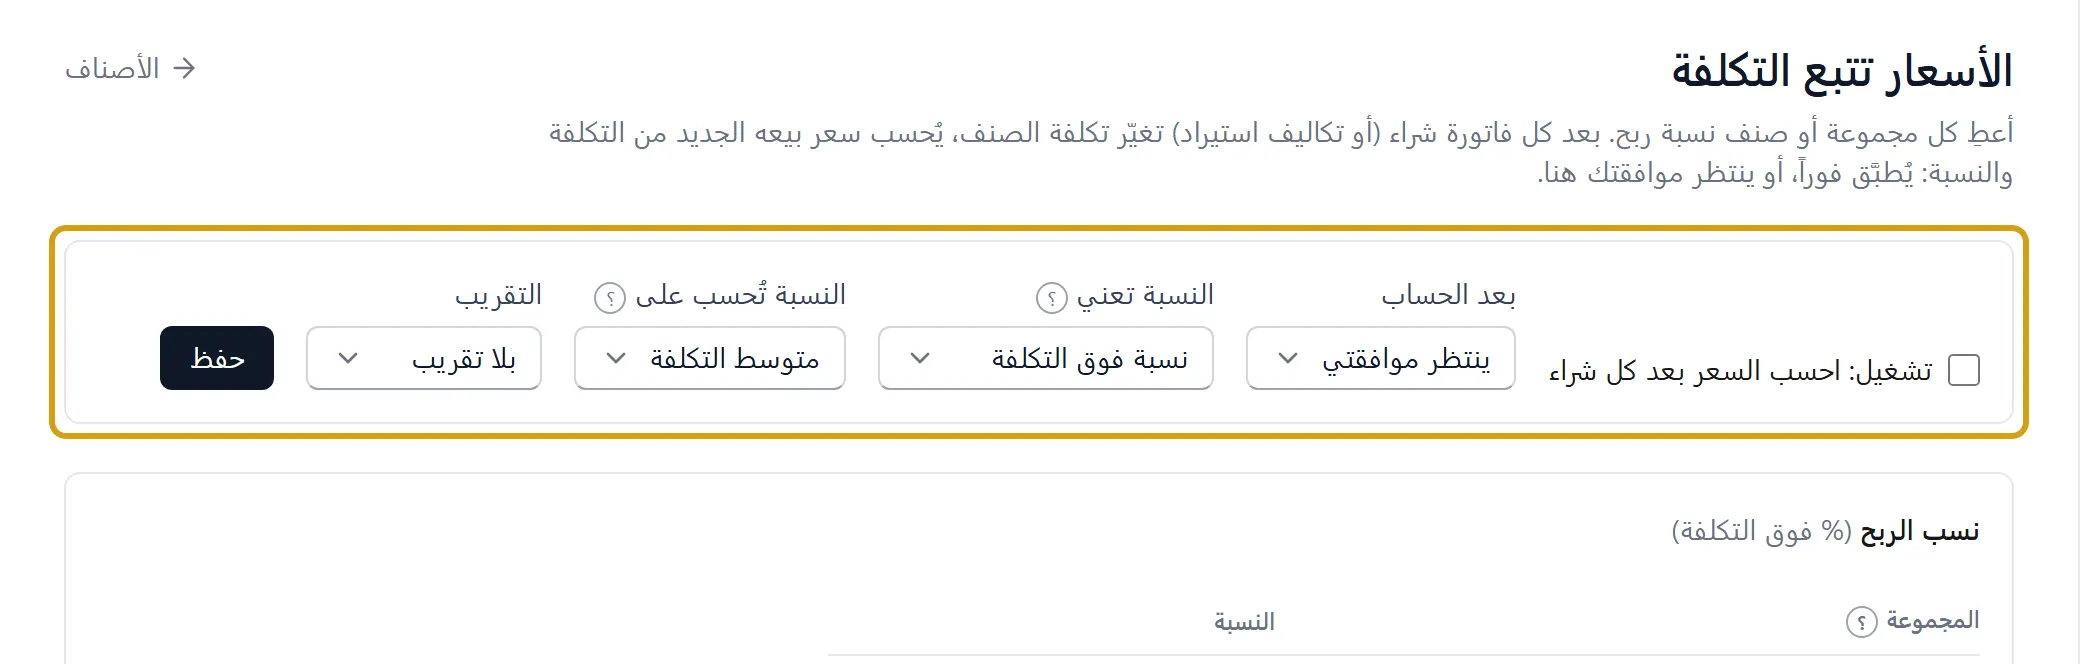 الأسعار تتبع التكلفة
→ الأصناف
أعطِ كل مجموعة أو صنف نسبة ربح. بعد كل فاتورة شراء (أو تكاليف استيراد) تغيّر تكلفة الصنف، يُحسب سعر بيعه الجديد من التكلفة
والنسبة: يُطبَّق فوراً، أو ينتظر موافقتك هنا.
تشغيل: احسب السعر بعد كل شراء
بعد الحساب
ينتظر موافقتي
النسبة تعني ؟
نسبة فوق التكلفة
النسبة تُحسب على ؟
متوسط التكلفة
التقريب
بلا تقريب
حفظ
نسب الربح (% فوق التكلفة)
المجموعة ؟
النسبة